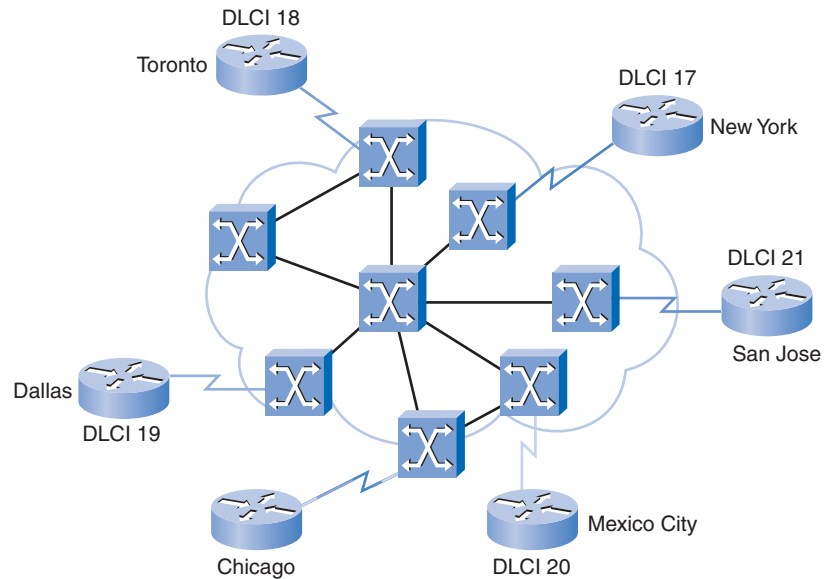 DLCI 18
Toronto
DLCI 17
New York
DLCI 21
San Jose
Dallas
DLCI 19
Mexico City
Chicago
DLCI 20